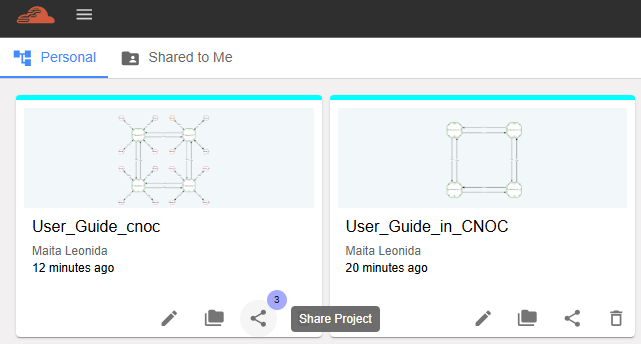 Personal
Shared to Me
User_Guide_cnoc
Maita Leonida
12 minutes ago
3
Share Project
User_Guide_in_CNOC
Maita Leonida
20 minutes ago